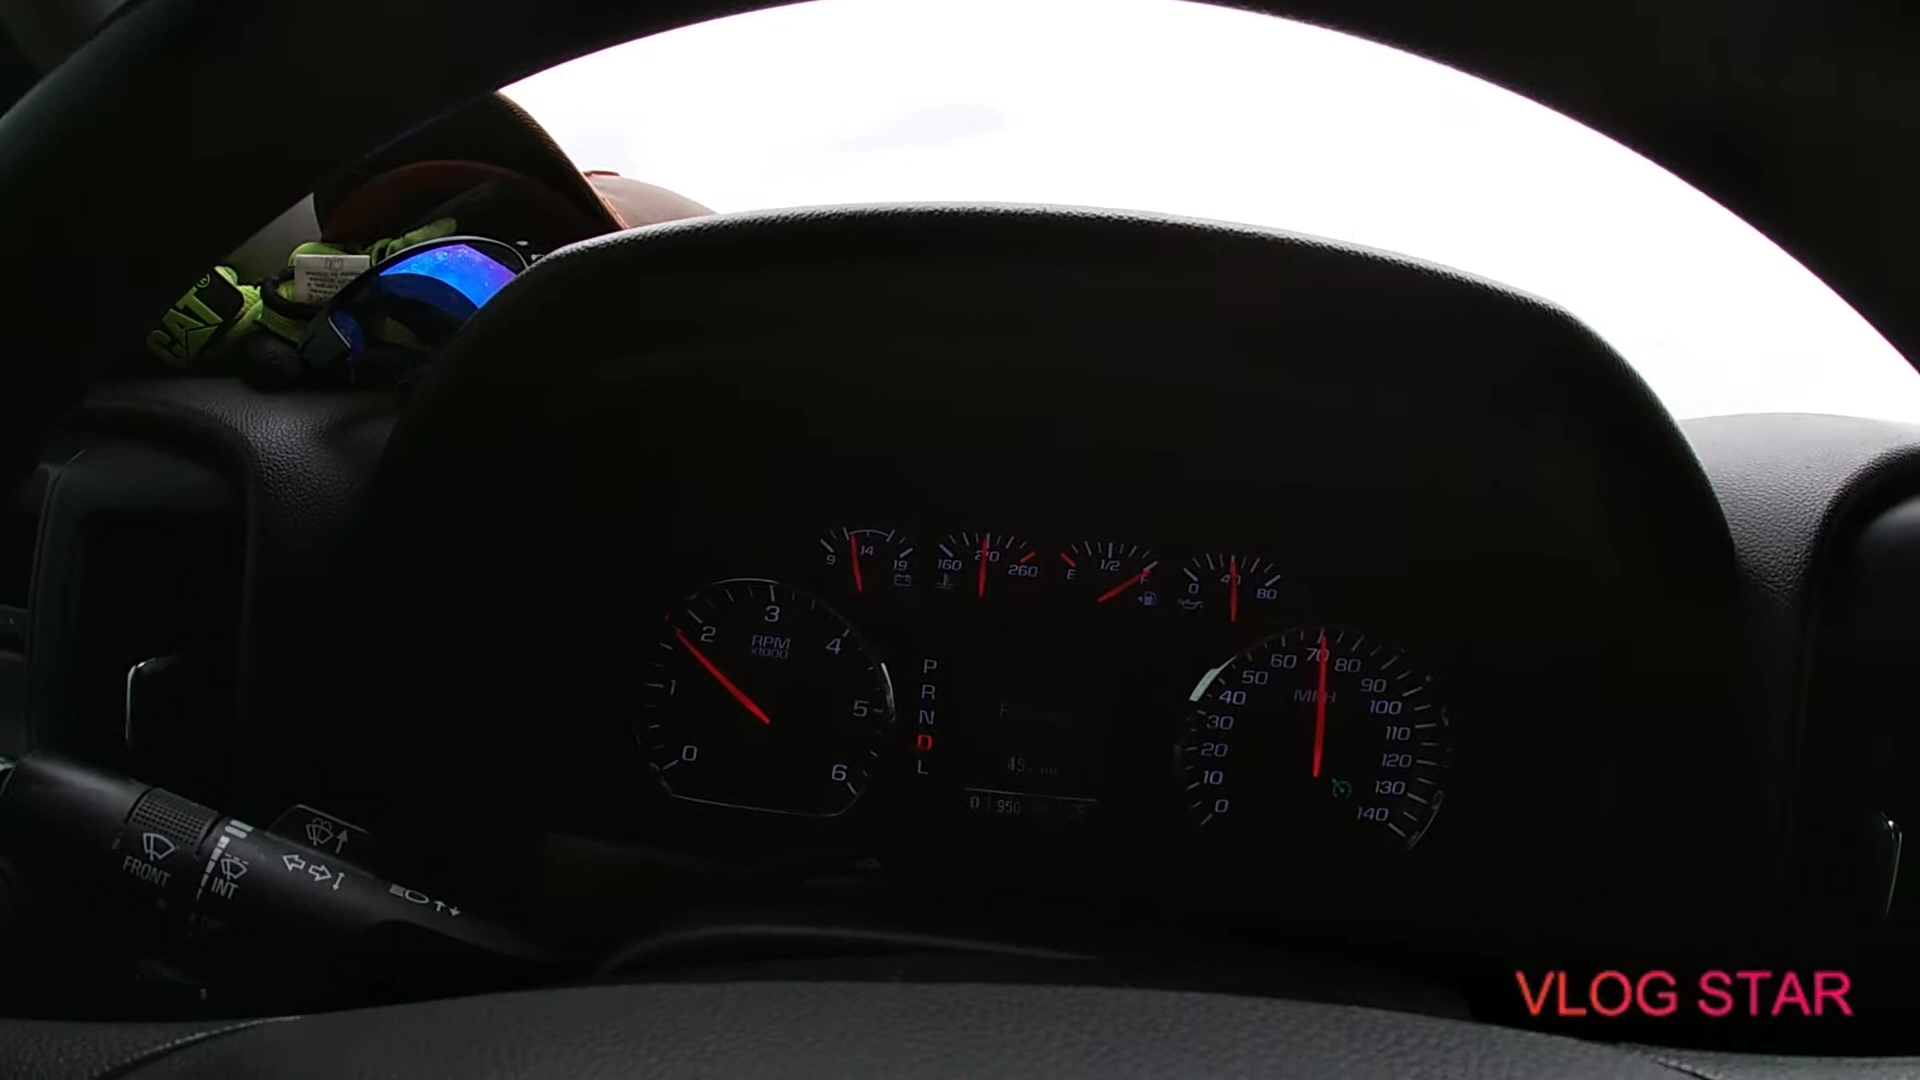 CAT®
9 14 19
160 210 260
E 1/2 F
0 40 80
0 1 2 3 4 5 6
RPM
x1000
P
R
N
D
L
950
0 10 20 30 40 50 60 70 80 90 100 110 120 130 140
MPH
FRONT
INT
VLOG STAR